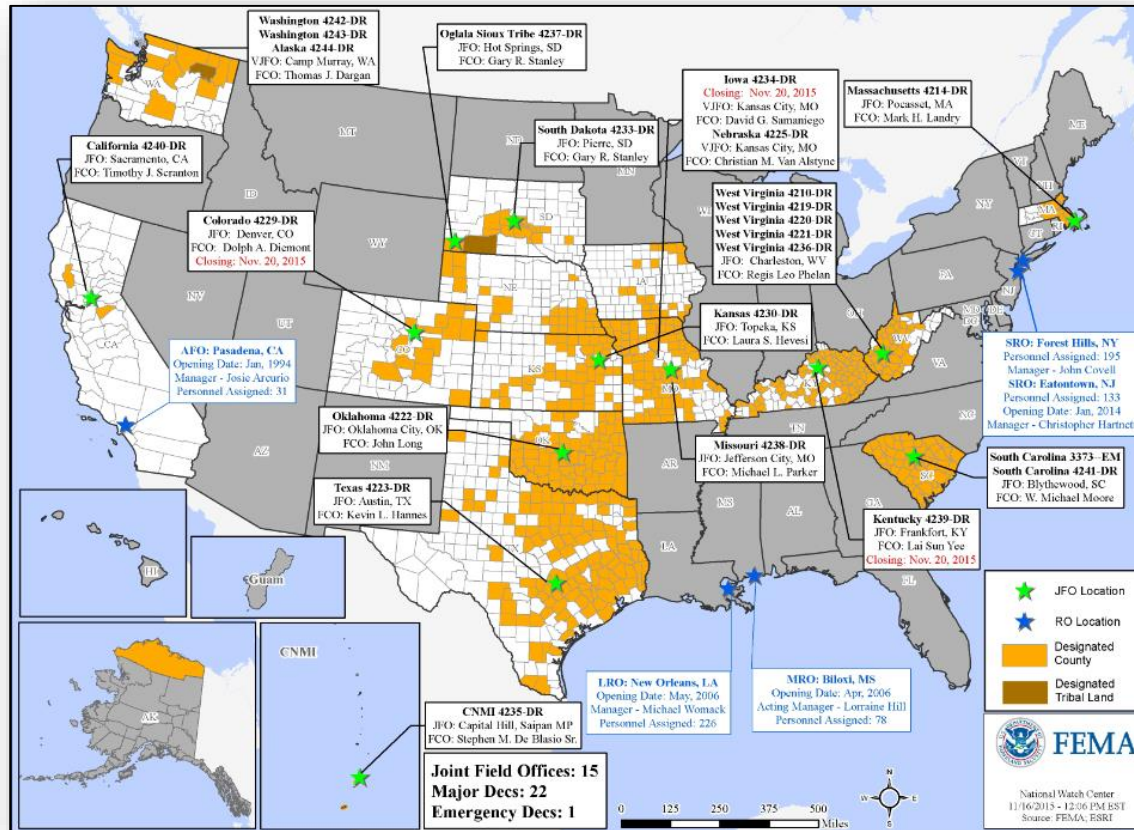 Washington 4242-DR
Washington 4243-DR
Alaska 4244-DR
VJFO: Camp Murray, WA
FCO: Thomas J. Dargan
Oglala Sioux Tribe 4237-DR
JFO: Hot Springs, SD
FCO: Gary R. Stanley
Iowa 4234-DR
Closing: Nov. 20, 2015
VJFO: Kansas City, MO
FCO: David G. Samaniego
Nebraska 4225-DR
VJFO: Kansas City, MO
FCO: Christian M. Van Alstyne
Massachusetts 4214-DR
JFO: Pocasset, MA
FCO: Mark H. Landry
South Dakota 4233-DR
JFO: Pierre, SD
FCO: Gary R. Stanley
California 4240-DR
JFO: Sacramento, CA
FCO: Timothy J. Scranton
Colorado 4229-DR
JFO: Denver, CO
FCO: Dolph A. Diemont
Closing: Nov. 20, 2015
West Virginia 4210-DR
West Virginia 4219-DR
West Virginia 4220-DR
West Virginia 4221-DR
West Virginia 4236-DR
JFO: Charleston, WV
FCO: Regis Leo Phelan
Kansas 4230-DR
JFO: Topeka, KS
FCO: Laura S. Hevesi
AFO: Pasadena, CA
Opening Date: Jan, 1994
Manager - Josie Arcurio
Personnel Assigned: 31
SRO: Forest Hills, NY
Personnel Assigned: 195
Manager - John Covell
SRO: Eatontown, NJ
Personnel Assigned: 133
Opening Date: Jan, 2014
Manager - Christopher Hartnett
Oklahoma 4222-DR
JFO: Oklahoma City, OK
FCO: John Long
Missouri 4238-DR
JFO: Jefferson City, MO
FCO: Michael L. Parker
South Carolina 3373--EM
South Carolina 4241-DR
JFO: Blythewood, SC
FCO: W. Michael Moore
Texas 4223-DR
JFO: Austin, TX
FCO: Kevin L. Hannes
Kentucky 4239-DR
JFO: Frankfort, KY
FCO: Lai Sun Yee
Closing: Nov. 20, 2015
LRO: New Orleans, LA
Opening Date: May, 2006
Manager - Michael Womack
Personnel Assigned: 226
MRO: Biloxi, MS
Opening Date: Apr, 2006
Acting Manager - Lorraine Hill
Personnel Assigned: 78
CNMI 4235-DR
JFO: Capital Hill, Saipan MP
FCO: Stephen M. De Blasio Sr.
Joint Field Offices: 15
Major Decs: 22
Emergency Decs: 1
WA
MT
ND
MN
ME
VT
NH
NY
MA
RI
CT
ID
WY
SD
WI
PA
NJ
NV
UT
CO
NE
IA
OH
MD
DE
DC
WV
VA
CA
KS
MO
KY
AZ
NM
OK
AR
TN
NC
SC
TX
LA
MS
AL
GA
FL
HI
Guam
AK
CNMI
JFO Location
RO Location
Designated County
Designated Tribal Land
N
W
E
S
0 125 250 375 500
Miles
FEMA
National Watch Center
11/16/2015 - 12:06 PM EST
Source: FEMA; ESRI